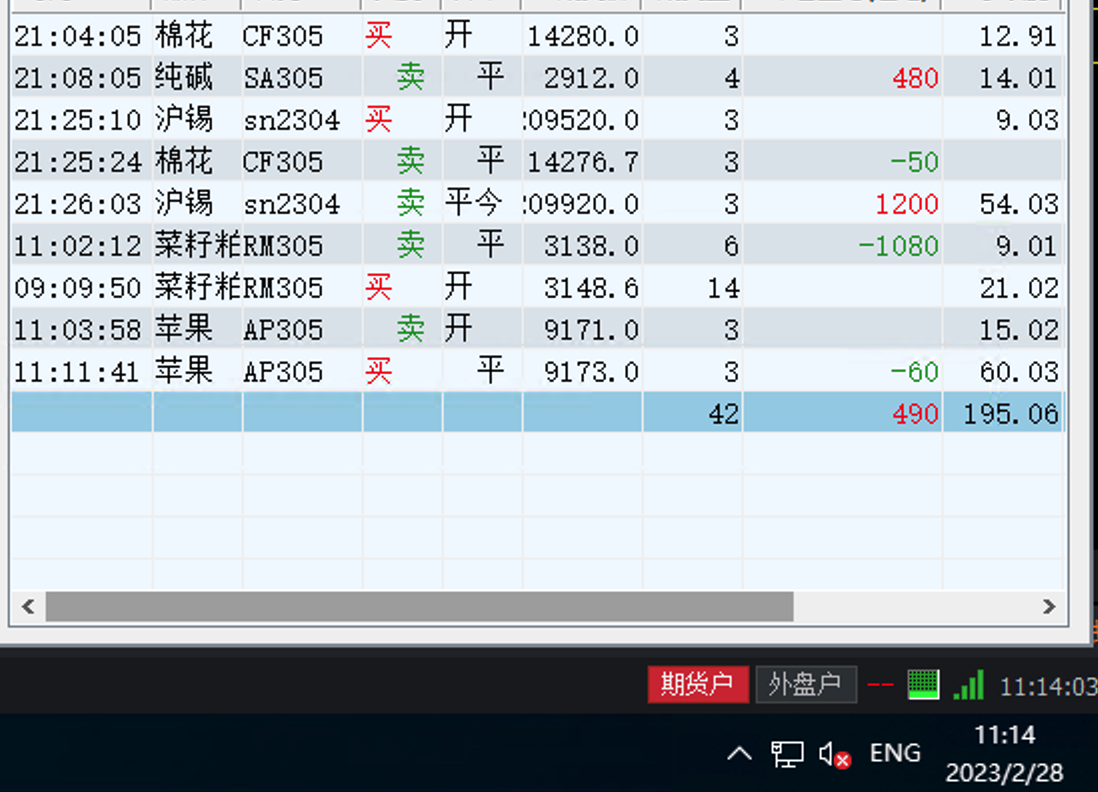 21:04:05 棉花 CF305 买 开 14280.0 3 12.91
21:08:05 纯碱 SA305 卖 平 2912.0 4 480 14.01
21:25:10 沪锡 sn2304 买 开 :09520.0 3 9.03
21:25:24 棉花 CF305 卖 平 14276.7 3 -50
21:26:03 沪锡 sn2304 卖 平今 :09920.0 3 1200 54.03
11:02:12 菜籽粕 RM305 卖 平 3138.0 6 -1080 9.01
09:09:50 菜籽粕 RM305 买 开 3148.6 14 21.02
11:03:58 苹果 AP305 卖 开 9171.0 3 15.02
11:11:41 苹果 AP305 买 平 9173.0 3 -60 60.03
42 490 195.06
期货户 外盘户 -- 11:14:03
ENG 11:14
2023/2/28